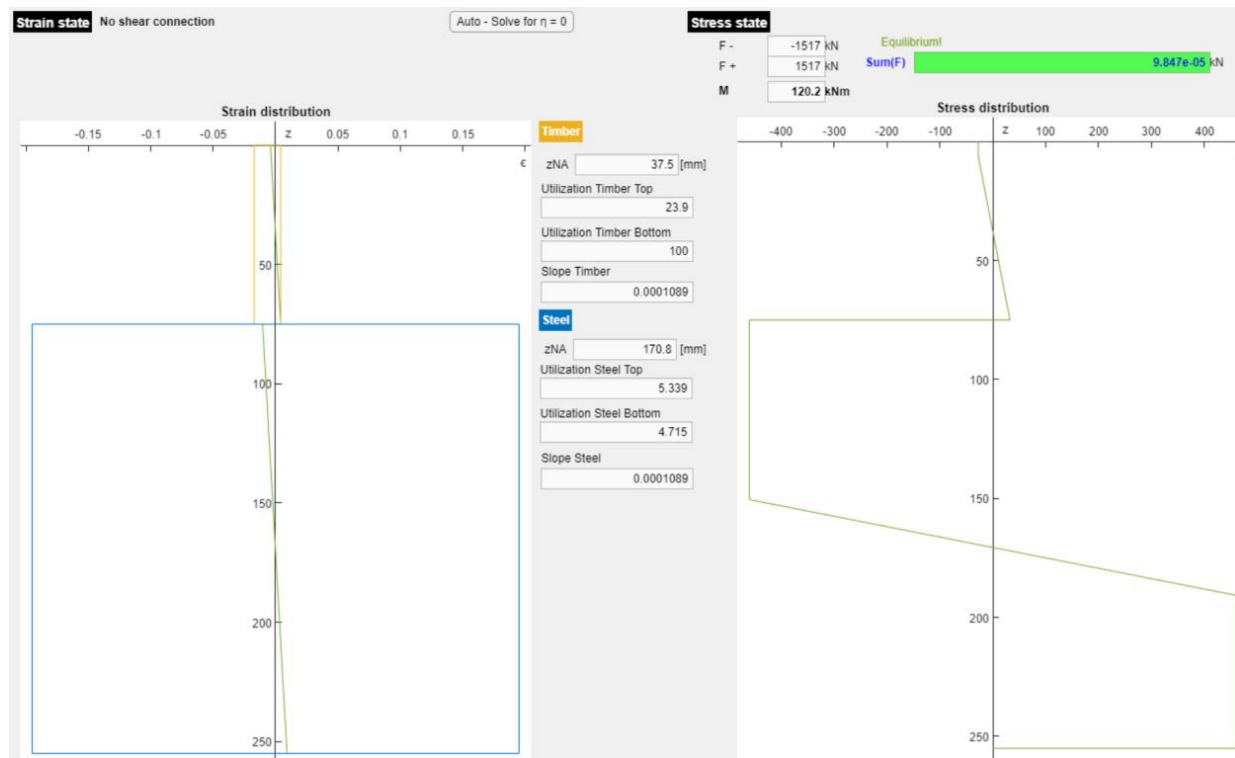 Strain state No shear connection Auto - Solve for η = 0 Stress state
F - -1517 kN Equilibrium!
F + 1517 kN Sum(F) 9.847e-05 kN
M 120.2 kNm
Strain distribution Stress distribution
-0.15 -0.1 -0.05 z 0.05 0.1 0.15
€
50
100
150
200
250
Timber
zNA 37.5 [mm]
Utilization Timber Top
23.9
Utilization Timber Bottom
100
Slope Timber
0.0001089
Steel
zNA 170.8 [mm]
Utilization Steel Top
5.339
Utilization Steel Bottom
4.715
Slope Steel
0.0001089
-400 -300 -200 -100 z 100 200 300 400
50
100
150
200
250